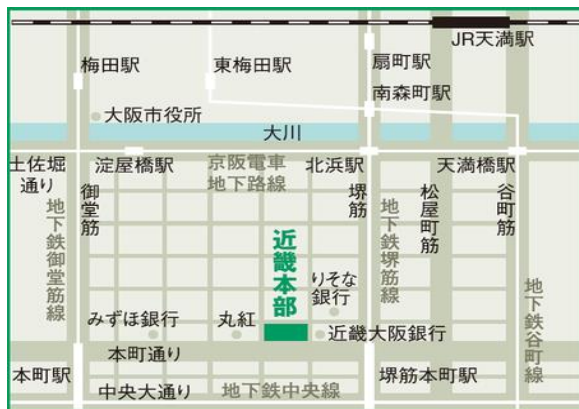 JR天満駅
梅田駅
東梅田駅
扇町駅
南森町駅
大阪市役所
大川
土佐堀
通り
淀屋橋駅
京阪電車
地下路線
北浜駅
天満橋駅
御堂筋
堺筋
松屋町筋
谷町筋
地下鉄御堂筋線
地下鉄堺筋線
近畿本部
りそな
銀行
地下鉄谷町線
みずほ銀行
丸紅
近畿大阪銀行
本町通り
本町駅
堺筋本町駅
中央大通り
地下鉄中央線